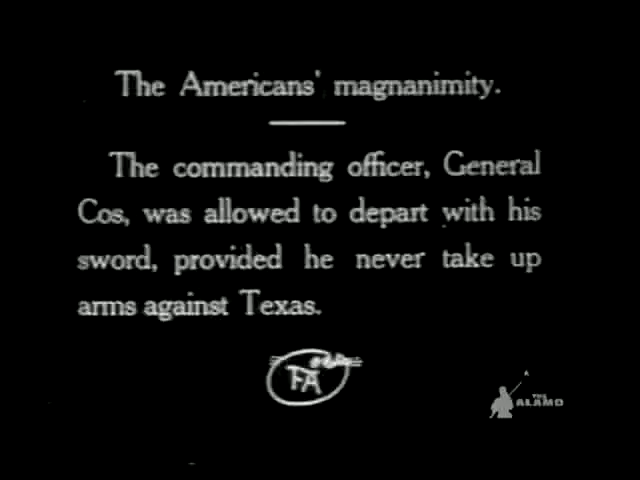 The Americans' magnanimity.
The commanding officer, General
Cos, was allowed to depart with his
sword, provided he never take up
arms against Texas.
FA
THE
ALAMO